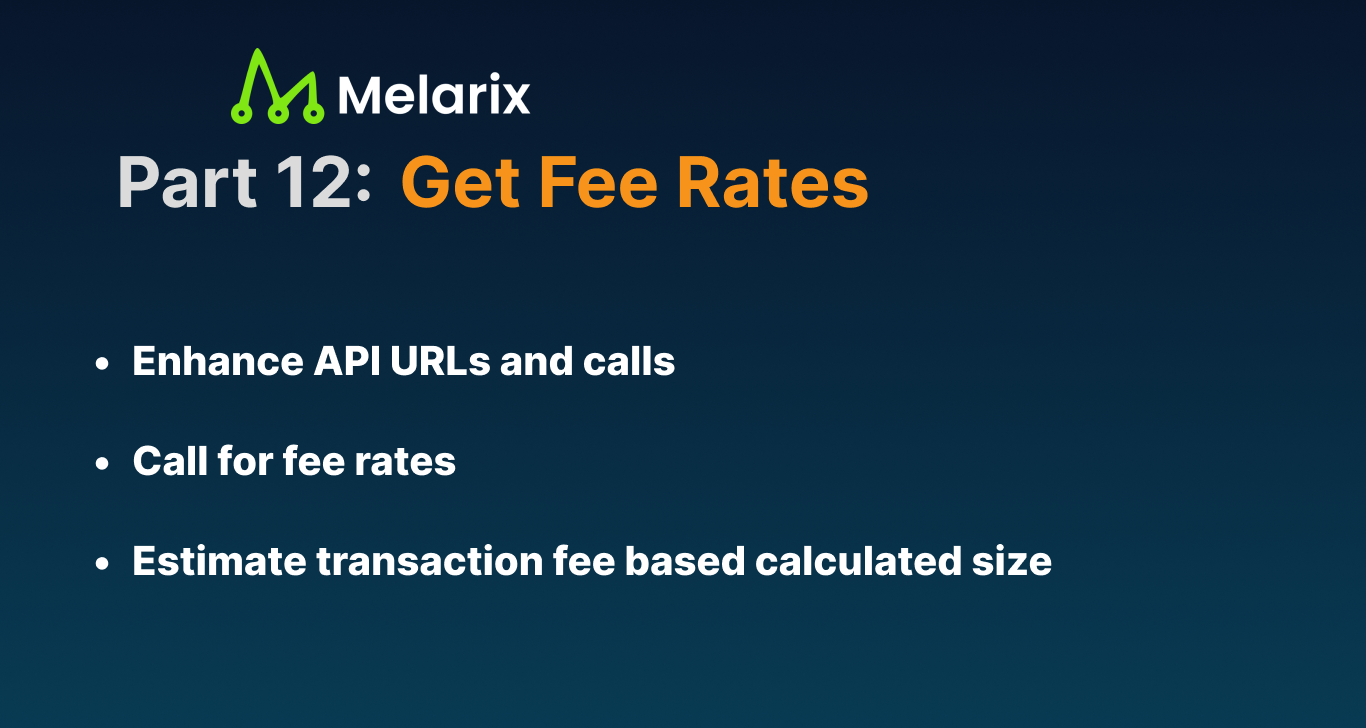 Melarix
Part 12: Get Fee Rates
• Enhance API URLs and calls
• Call for fee rates
• Estimate transaction fee based calculated size